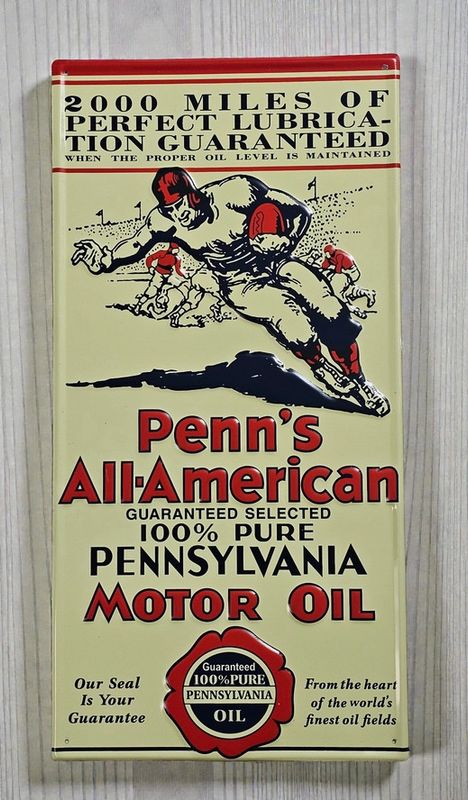 2000 MILES OF
PERFECT LUBRICA-
TION GUARANTEED
WHEN THE PROPER OIL LEVEL IS MAINTAINED
Penn's
All-American
GUARANTEED SELECTED
100% PURE
PENNSYLVANIA
MOTOR OIL
Our Seal
Is Your
Guarantee
Guaranteed
100% PURE
PENNSYLVANIA
OIL
From the heart
of the world's
finest oil fields